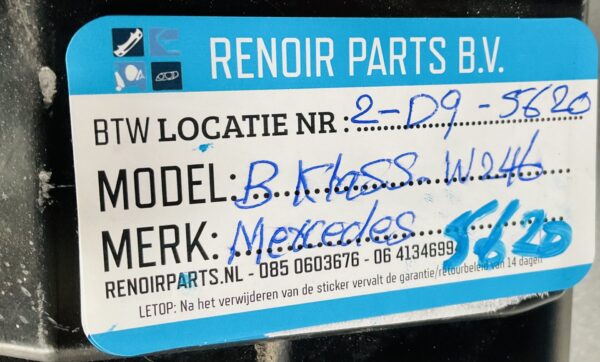 RENOIR PARTS B.V.
BTW LOCATIE NR: 2-D9-5620
MODEL: B Klass. W246
MERK: Mercedes 5620
RENOIRPARTS.NL - 085 0603676 - 06 41346994
LETOP: Na het verwijderen van de sticker vervalt de garantie/retourbeleid van 14 dagen